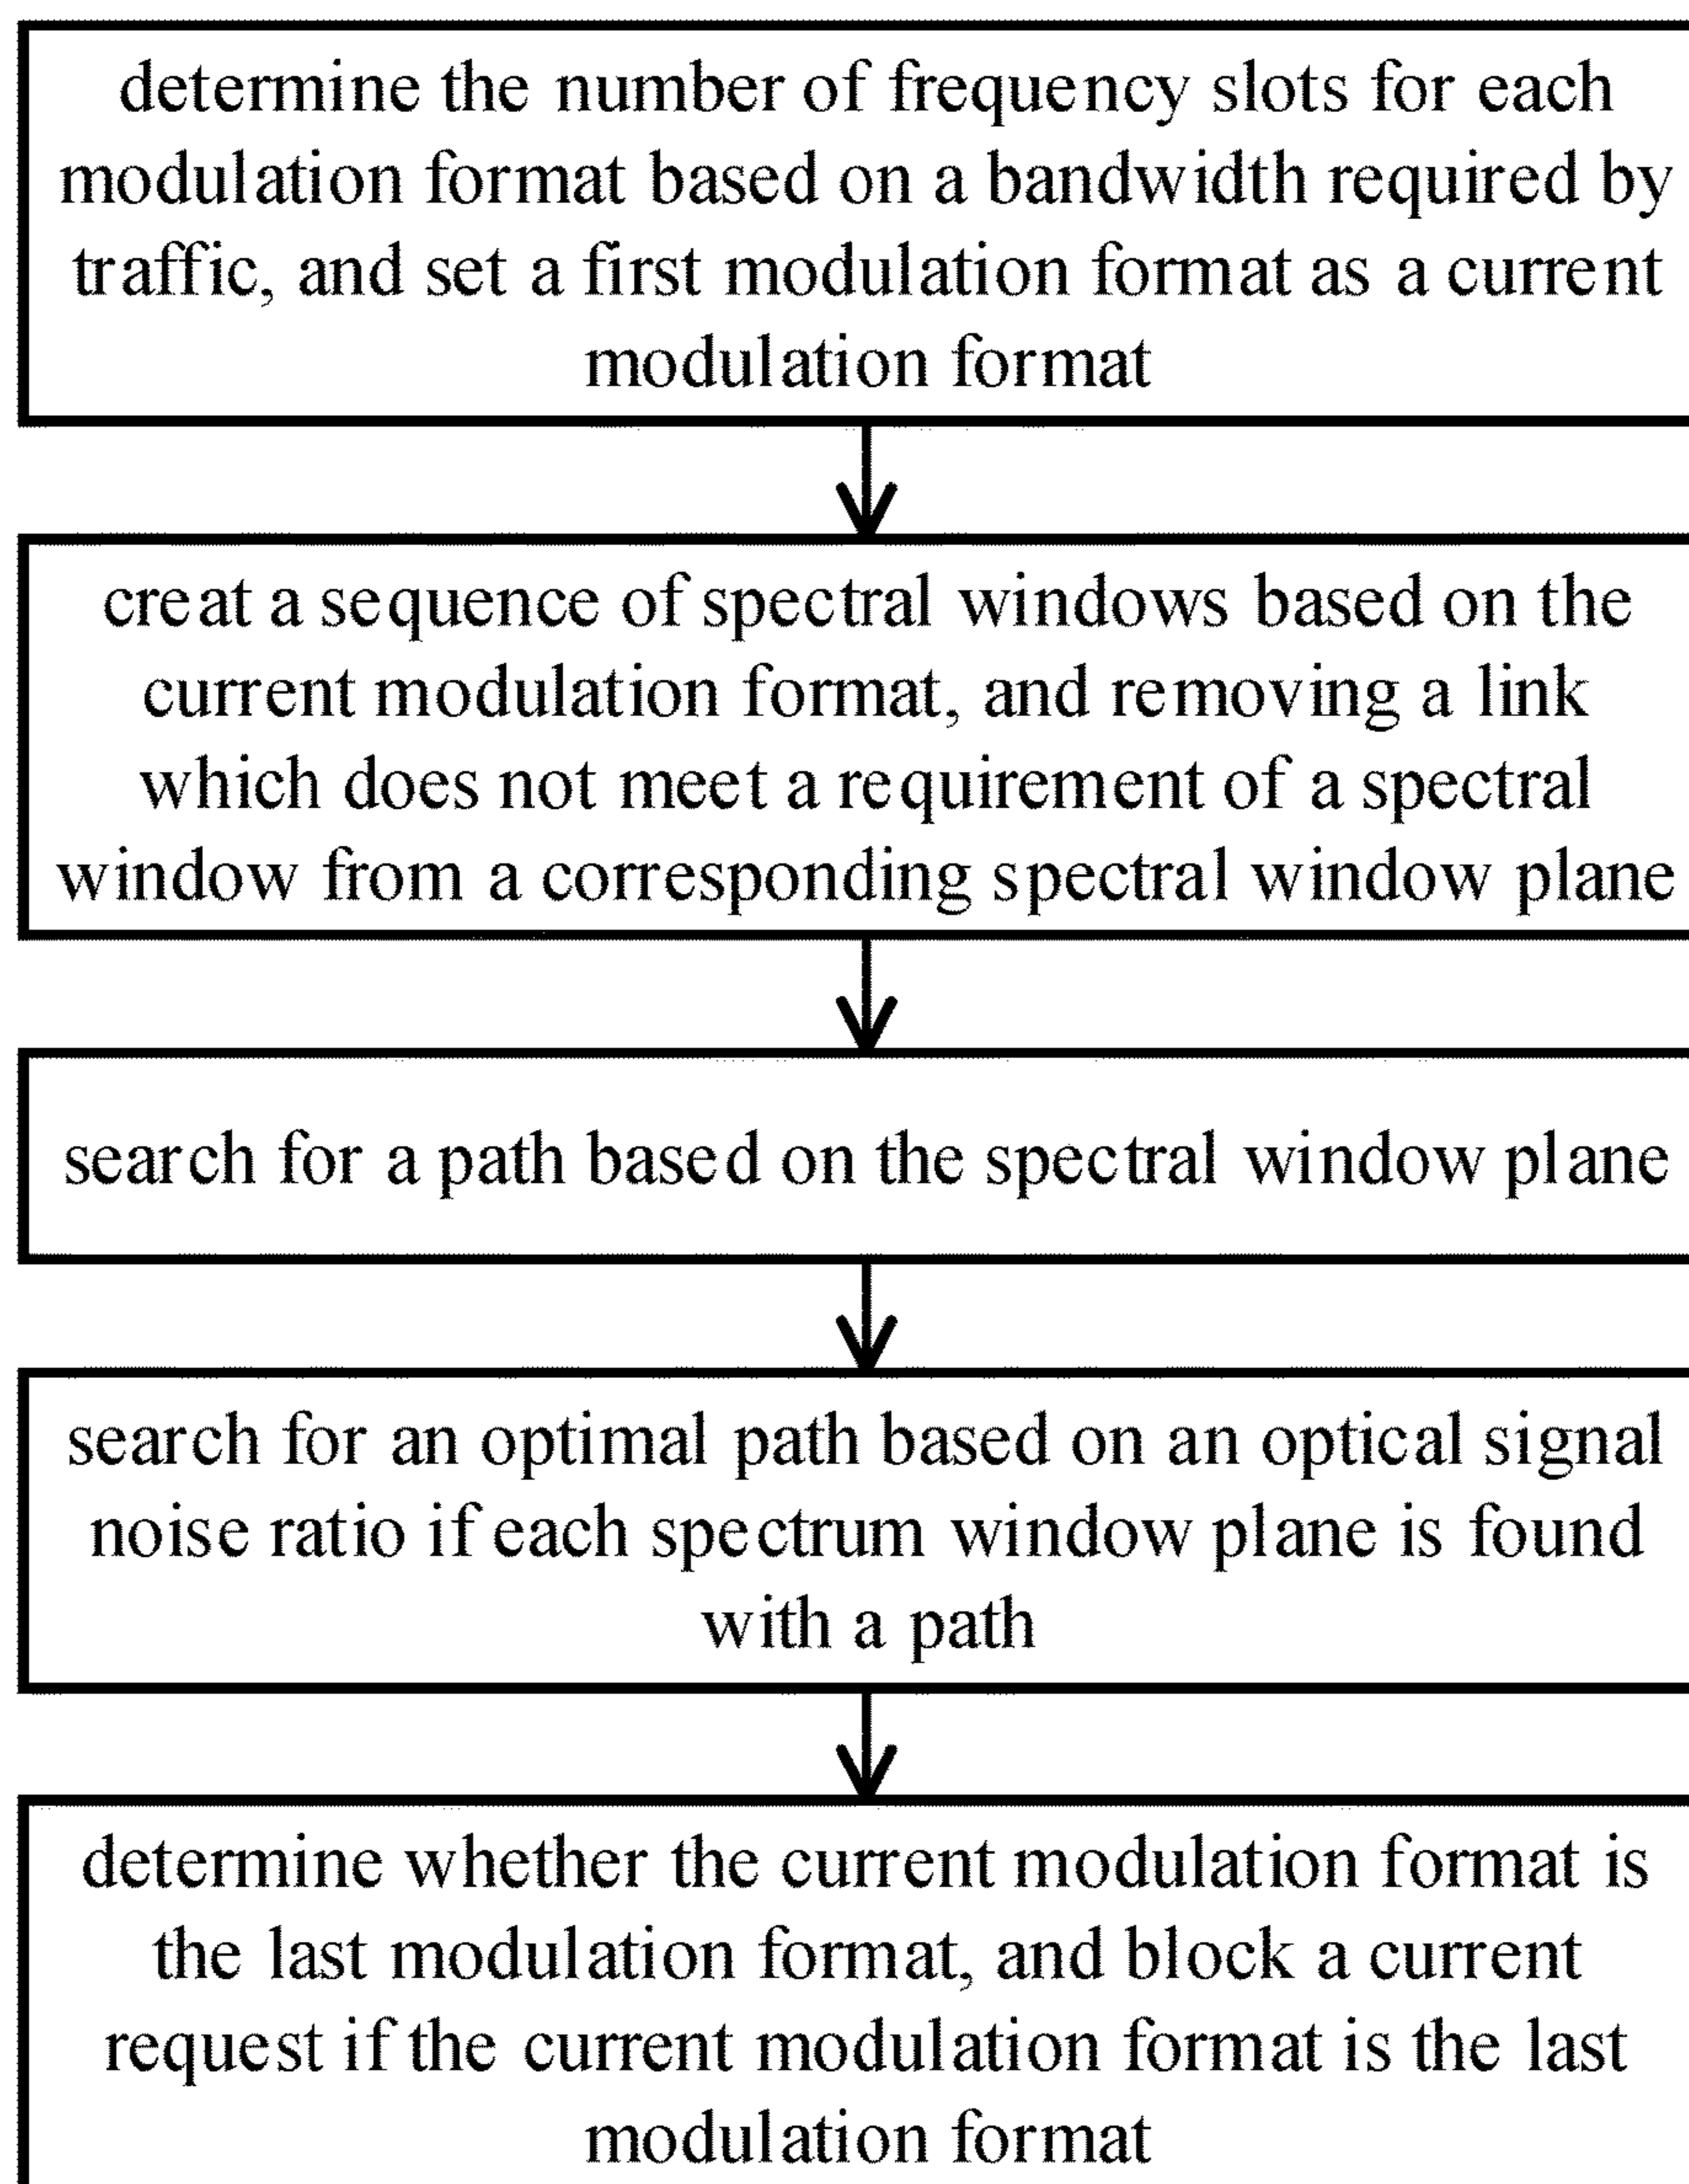 determine the number of frequency slots for each
modulation format based on a bandwidth required by
traffic, and set a first modulation format as a current
modulation format
creat a sequence of spectral windows based on the
current modulation format, and removing a link
which does not meet a requirement of a spectral
window from a corresponding spectral window plane
search for a path based on the spectral window plane
search for an optimal path based on an optical signal
noise ratio if each spectrum window plane is found
with a path
determine whether the current modulation format is
the last modulation format, and block a current
request if the current modulation format is the last
modulation format